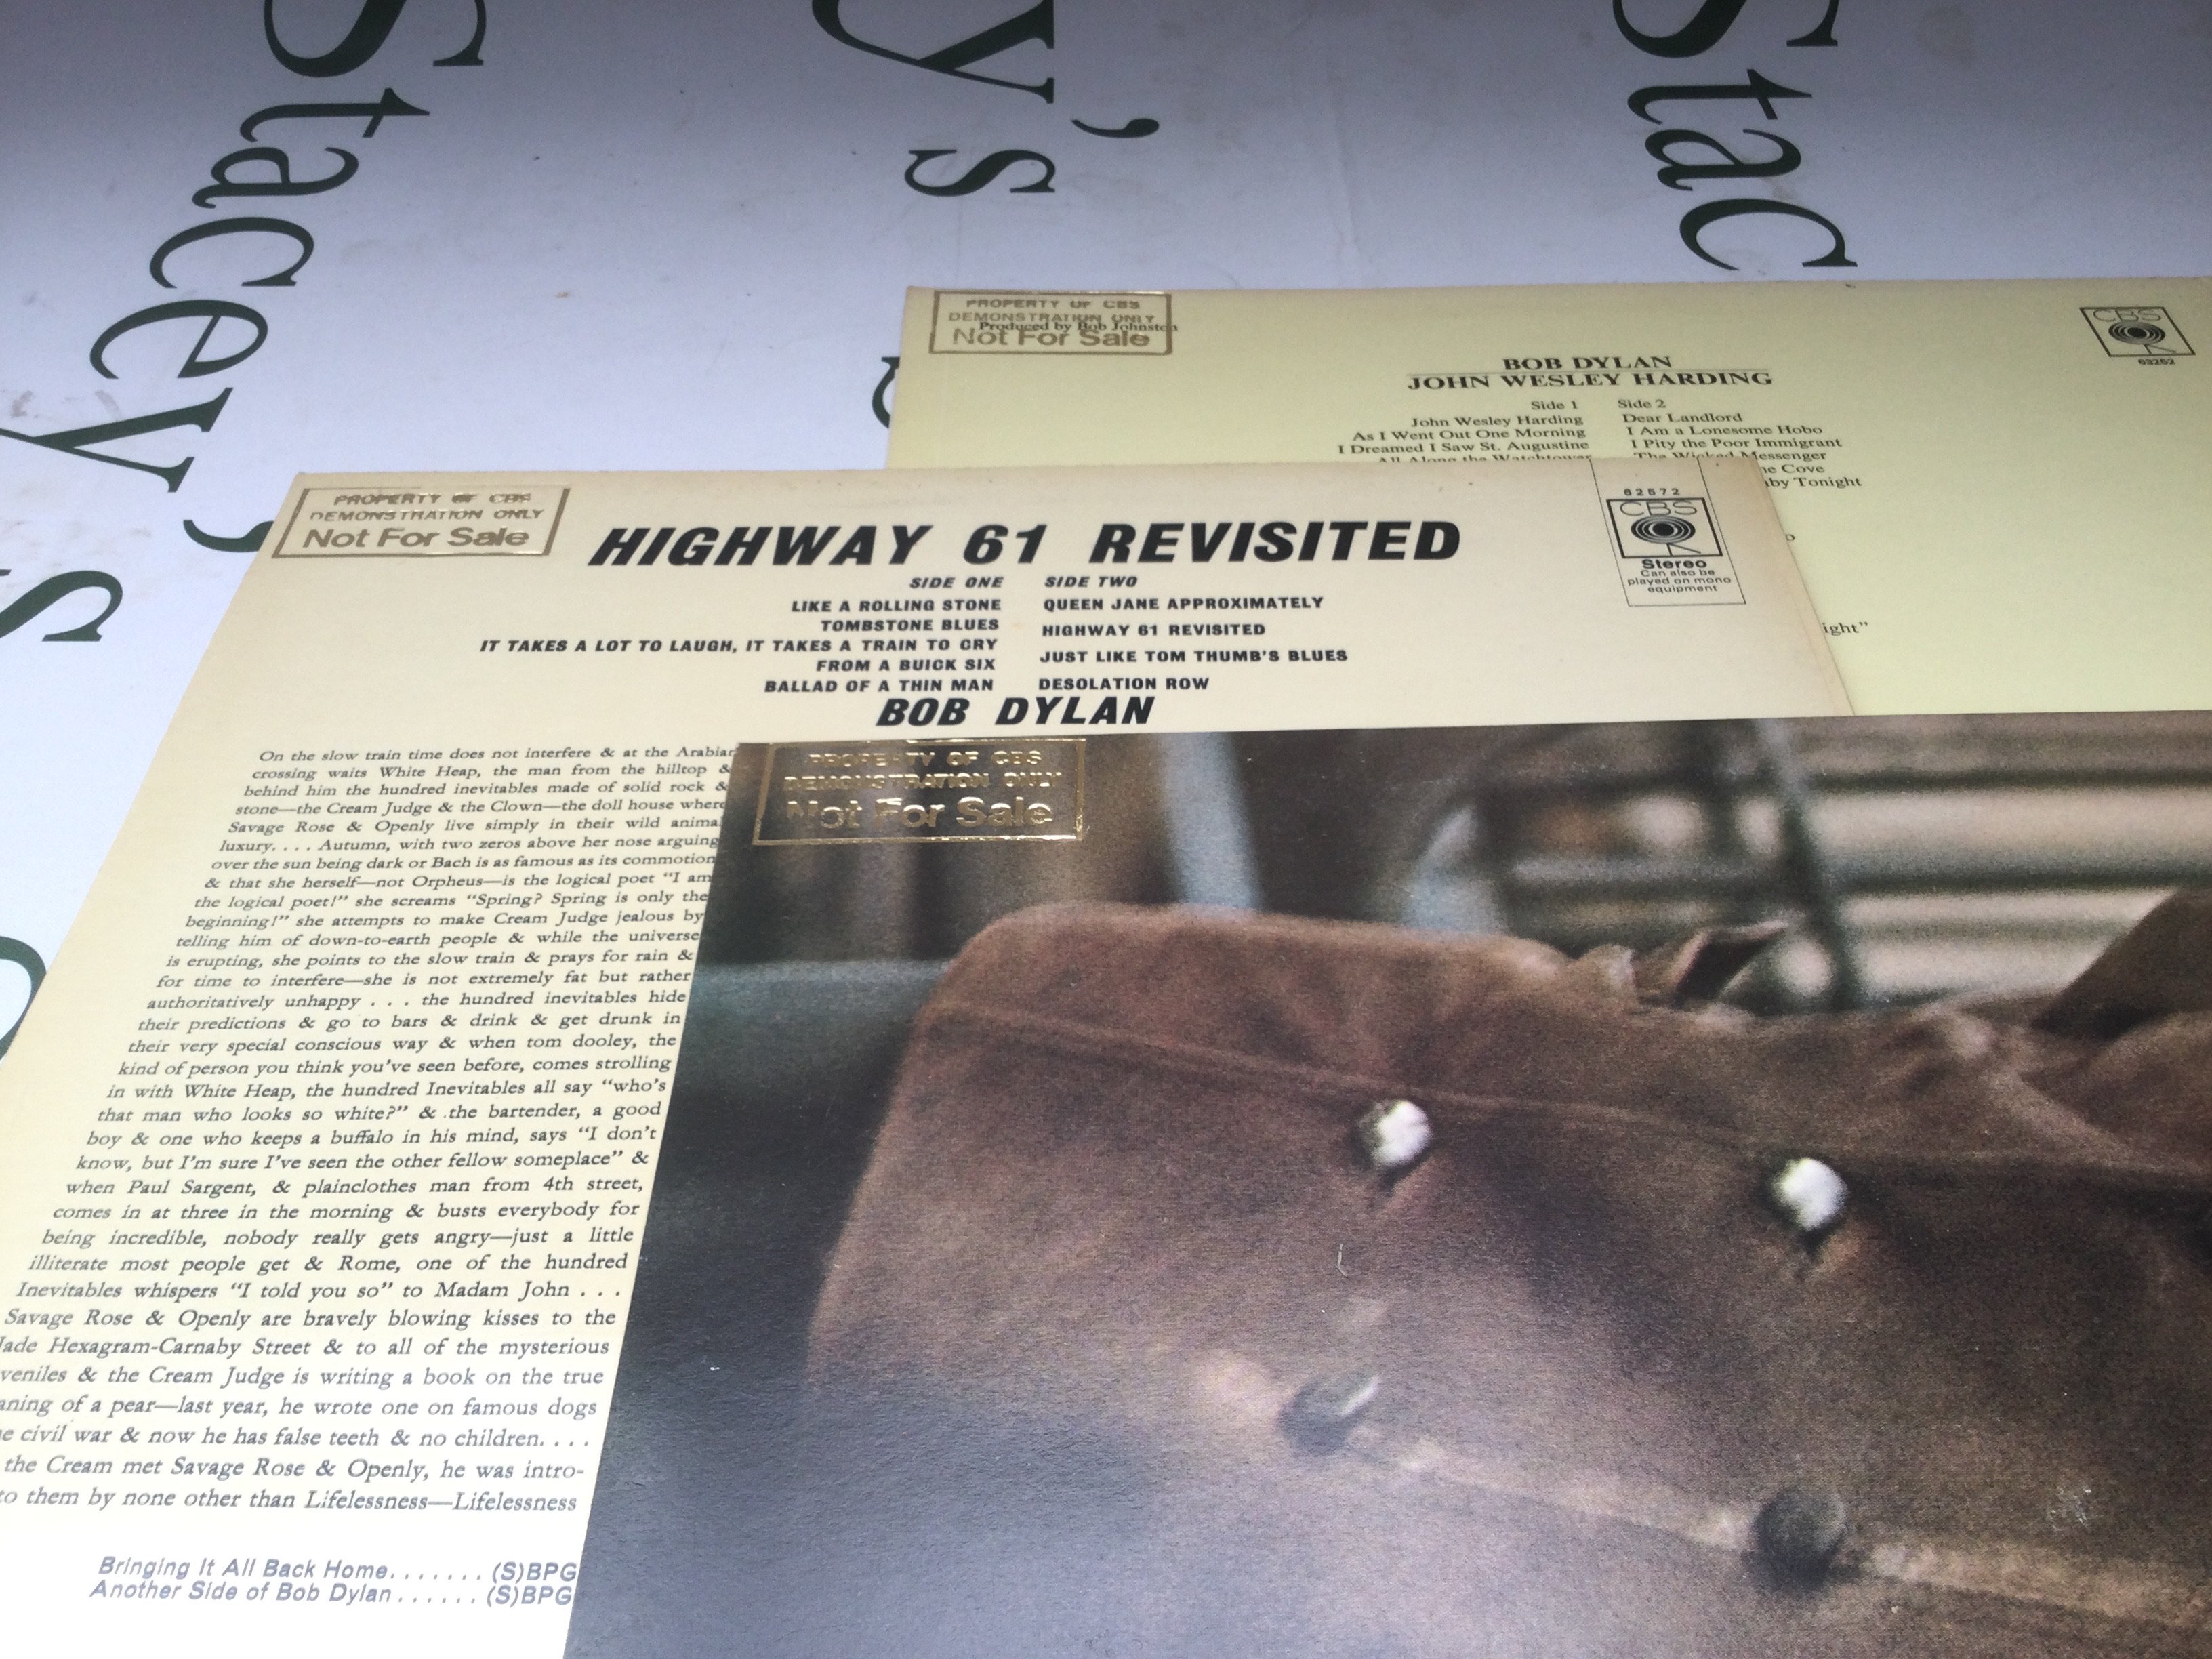 Stacey's
y's
Stac
PROPERTY OF CBS
DEMONSTRATION ONLY
Not For Sale
Produced by Bob Johnston
BOB DYLAN
JOHN WESLEY HARDING
CBS
63252
Side 1
John Wesley Harding
As I Went Out One Morning
I Dreamed I Saw St. Augustine
All Along the Watchtower
Side 2
Dear Landlord
I Am a Lonesome Hobo
I Pity the Poor Immigrant
The Wicked Messenger
he Cove
by Tonight
ight"
PROPERTY OF CBS
DEMONSTRATION ONLY
Not For Sale
HIGHWAY 61 REVISITED
62572
CBS
Stereo
Can also be
played on mono
equipment
SIDE ONE
LIKE A ROLLING STONE
TOMBSTONE BLUES
IT TAKES A LOT TO LAUGH, IT TAKES A TRAIN TO CRY
FROM A BUICK SIX
BALLAD OF A THIN MAN
SIDE TWO
QUEEN JANE APPROXIMATELY
HIGHWAY 61 REVISITED
JUST LIKE TOM THUMB'S BLUES
DESOLATION ROW
BOB DYLAN
On the slow train time does not interfere & at the Arabian
crossing waits White Heap, the man from the hilltop &
behind him the hundred inevitables made of solid rock &
stone—the Cream Judge & the Clown—the doll house where
Savage Rose & Openly live simply in their wild animal
luxury. . . . Autumn, with two zeros above her nose arguing
over the sun being dark or Bach is as famous as its commotion
& that she herself—not Orpheus—is the logical poet "I am
the logical poet!" she screams "Spring? Spring is only the
beginning!" she attempts to make Cream Judge jealous by
telling him of down-to-earth people & while the universe
is erupting, she points to the slow train & prays for rain &
for time to interfere—she is not extremely fat but rather
authoritatively unhappy . . . the hundred inevitables hide
their predictions & go to bars & drink & get drunk in
their very special conscious way & when tom dooley, the
kind of person you think you've seen before, comes strolling
in with White Heap, the hundred Inevitables all say "who's
that man who looks so white?" & the bartender, a good
boy & one who keeps a buffalo in his mind, says "I don't
know, but I'm sure I've seen the other fellow someplace" &
when Paul Sargent, & plainclothes man from 4th street,
comes in at three in the morning & busts everybody for
being incredible, nobody really gets angry—just a little
illiterate most people get & Rome, one of the hundred
Inevitables whispers "I told you so" to Madam John . . .
Savage Rose & Openly are bravely blowing kisses to the
Jade Hexagram-Carnaby Street & to all of the mysterious
veniles & the Cream Judge is writing a book on the true
aning of a pear—last year, he wrote one on famous dogs
e civil war & now he has false teeth & no children. . . .
the Cream met Savage Rose & Openly, he was intro-
to them by none other than Lifelessness—Lifelessness
Bringing It All Back Home. . . . . . . (S)BPG
Another Side of Bob Dylan . . . . . . (S)BPG
PROPERTY OF CBS
DEMONSTRATION ONLY
Not For Sale